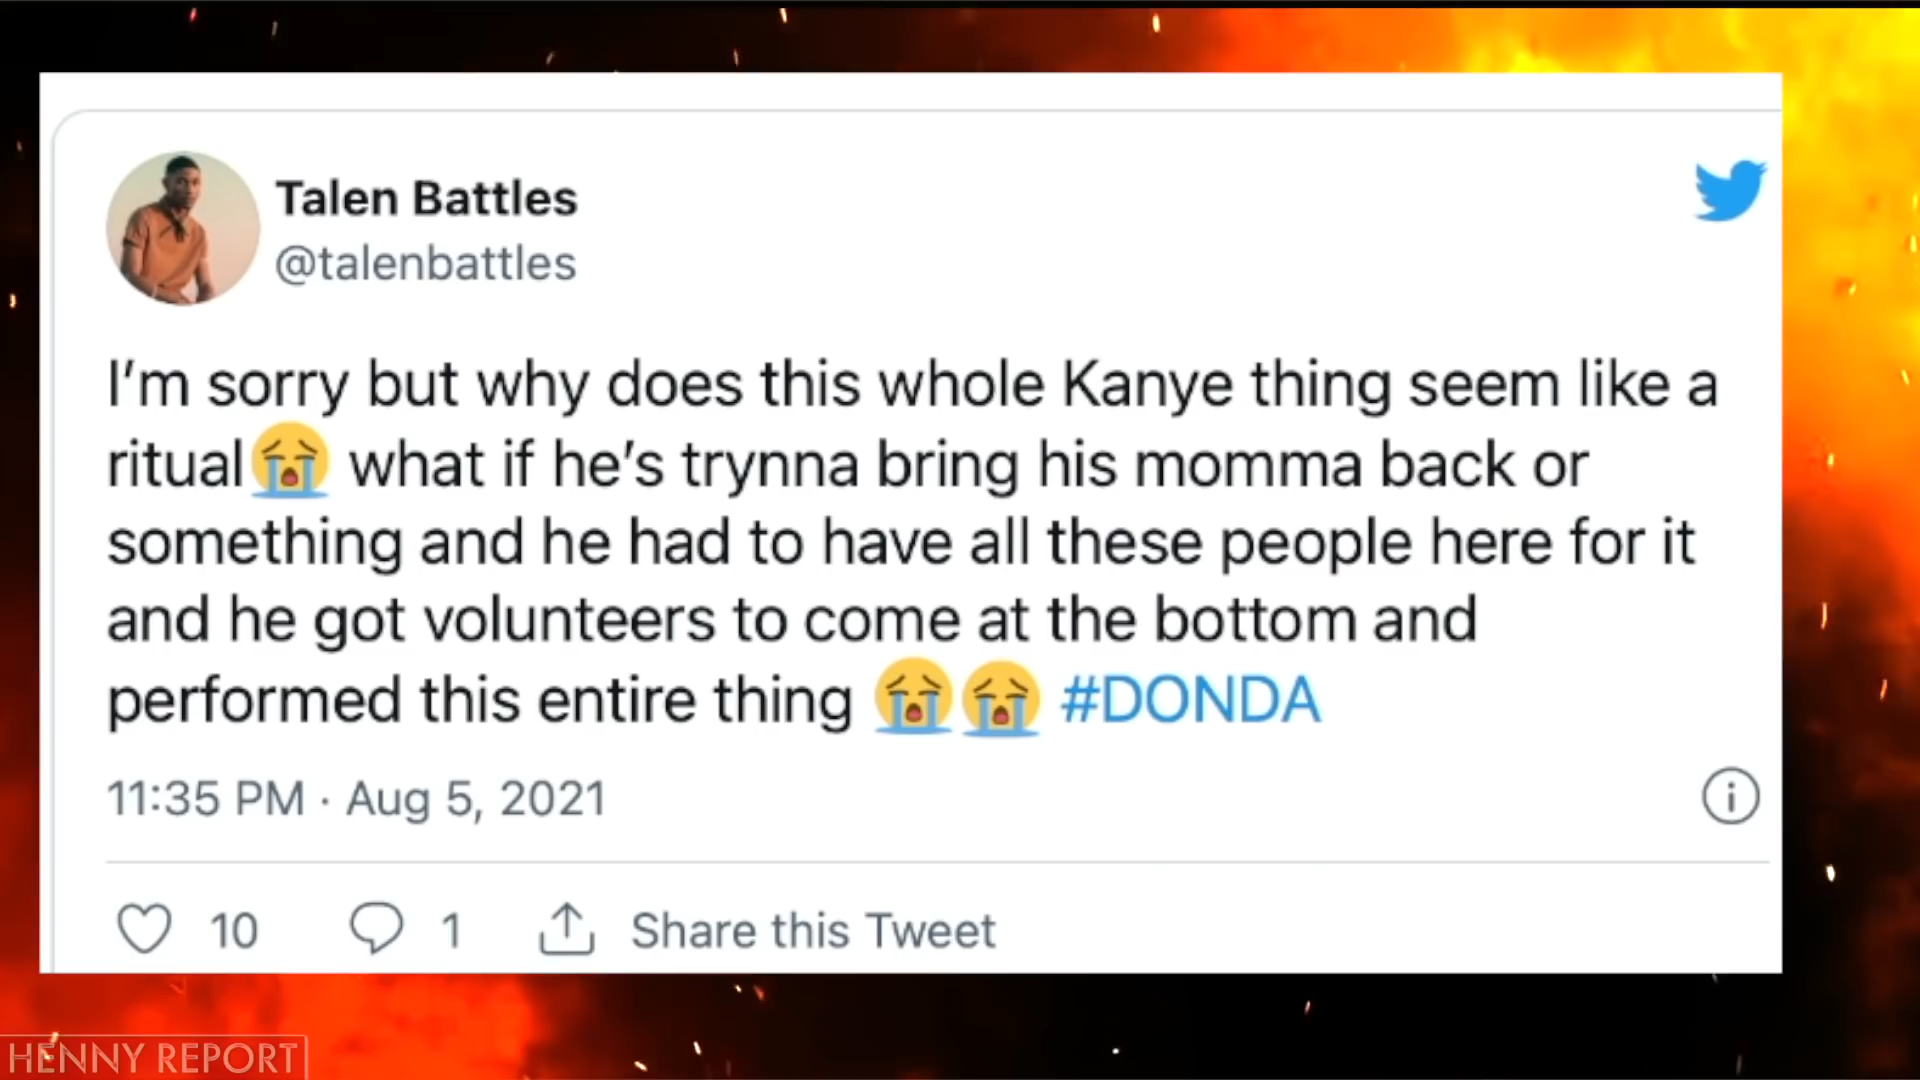 Talen Battles
@talenbattles
I'm sorry but why does this whole Kanye thing seem like a
ritual😭 what if he's trynna bring his momma back or
something and he had to have all these people here for it
and he got volunteers to come at the bottom and
performed this entire thing 😭😭 #DONDA
11:35 PM · Aug 5, 2021
10 1 Share this Tweet
HENNY REPORT